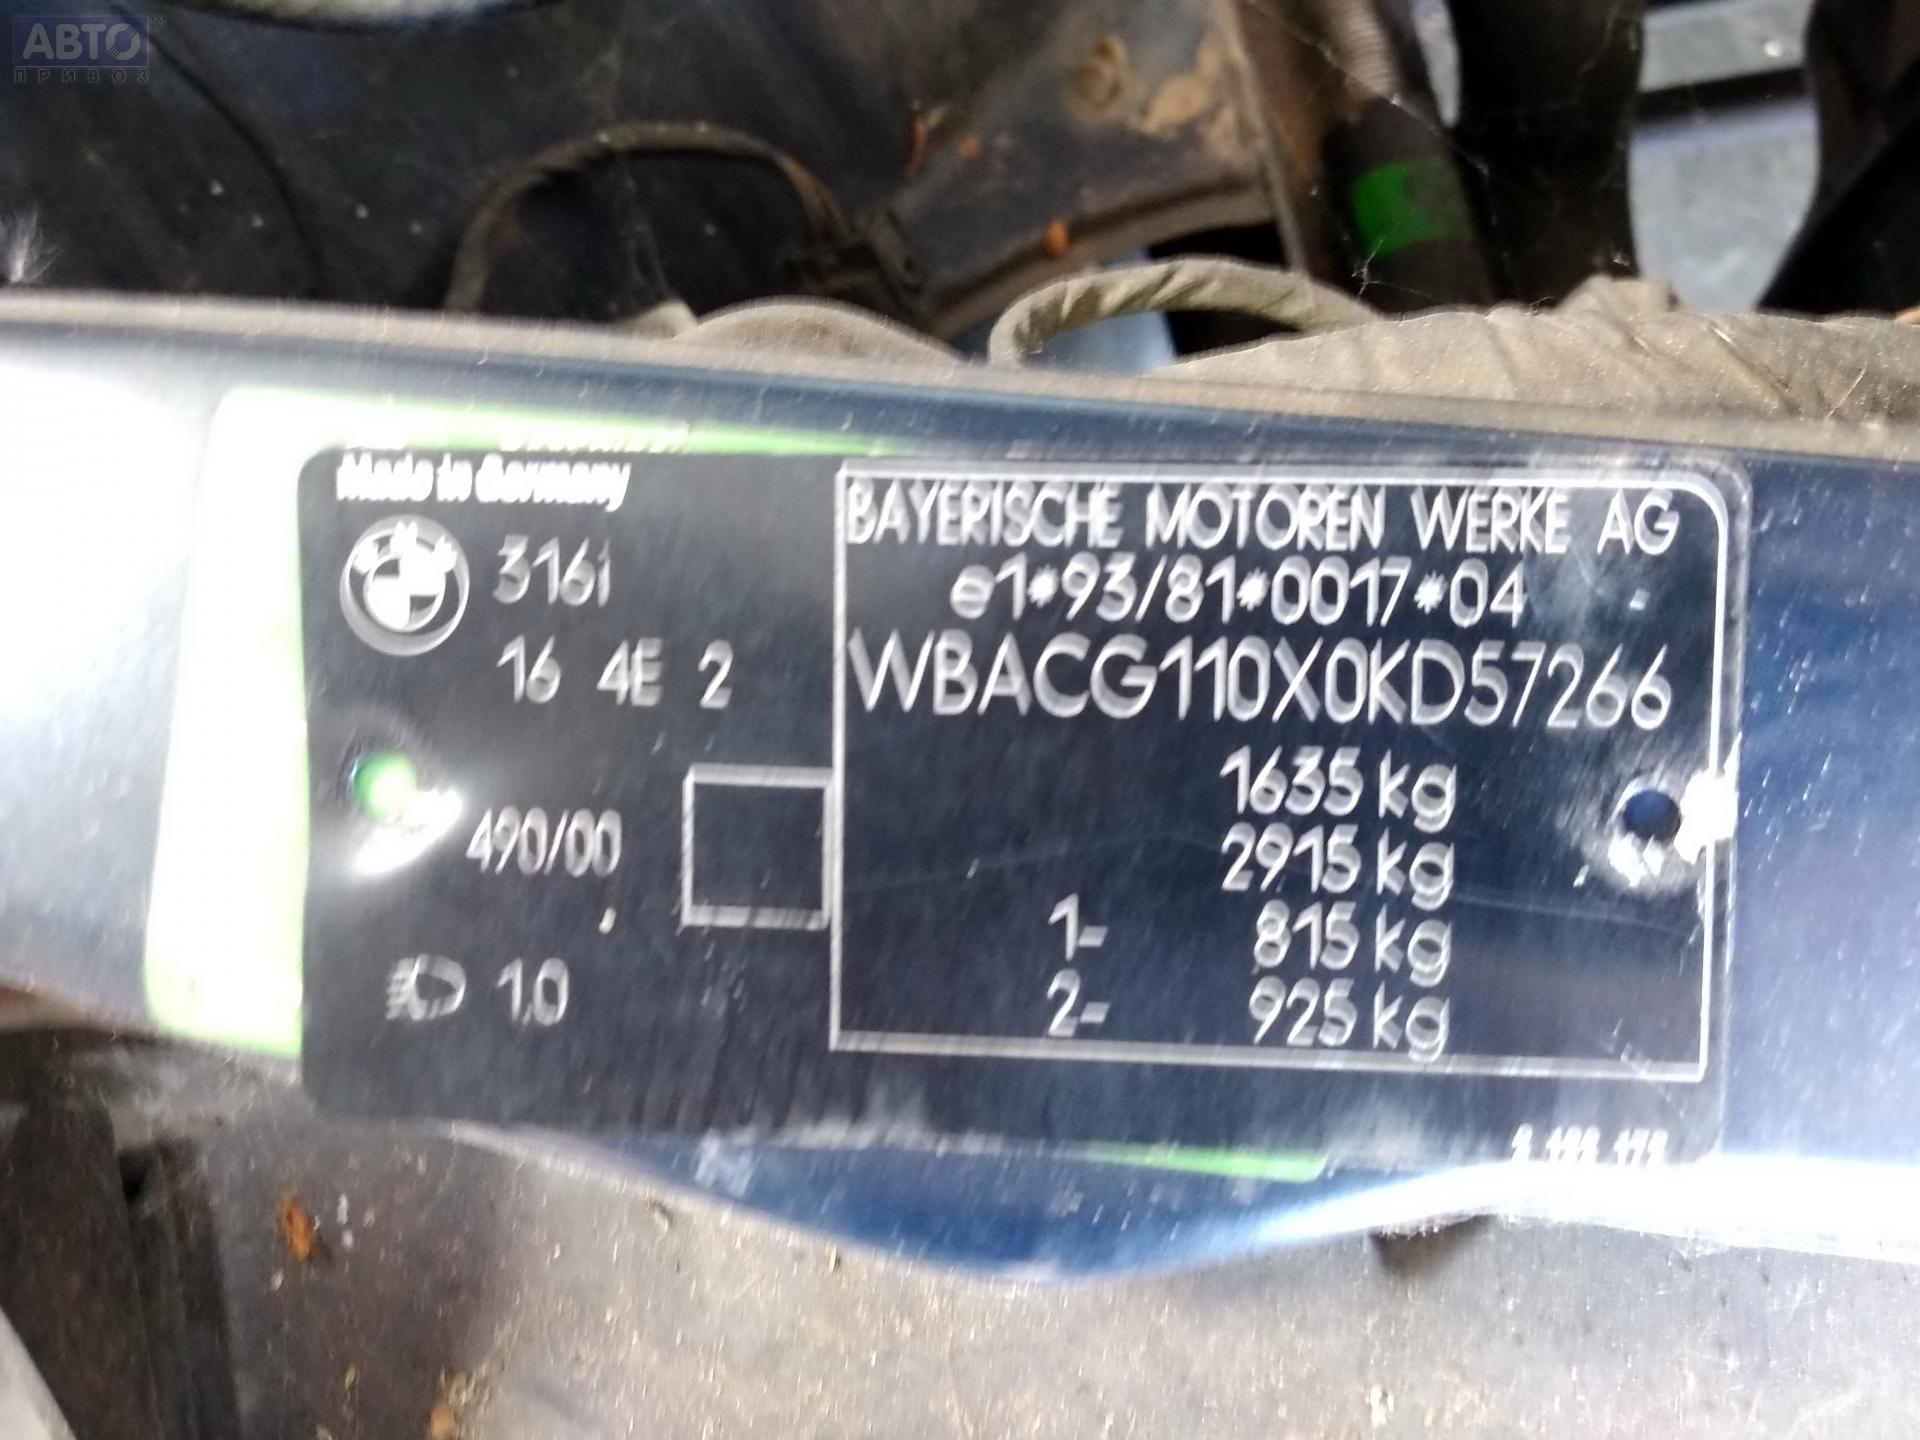 АВТО
ПРИВОЗ
Made in Germany
BMW
316i
16 4E 2
490/00
1.0
BAYERISCHE MOTOREN WERKE AG
e1*93/81*0017*04
WBACG110X0KD57266
1635 kg
2915 kg
1- 815 kg
2- 925 kg